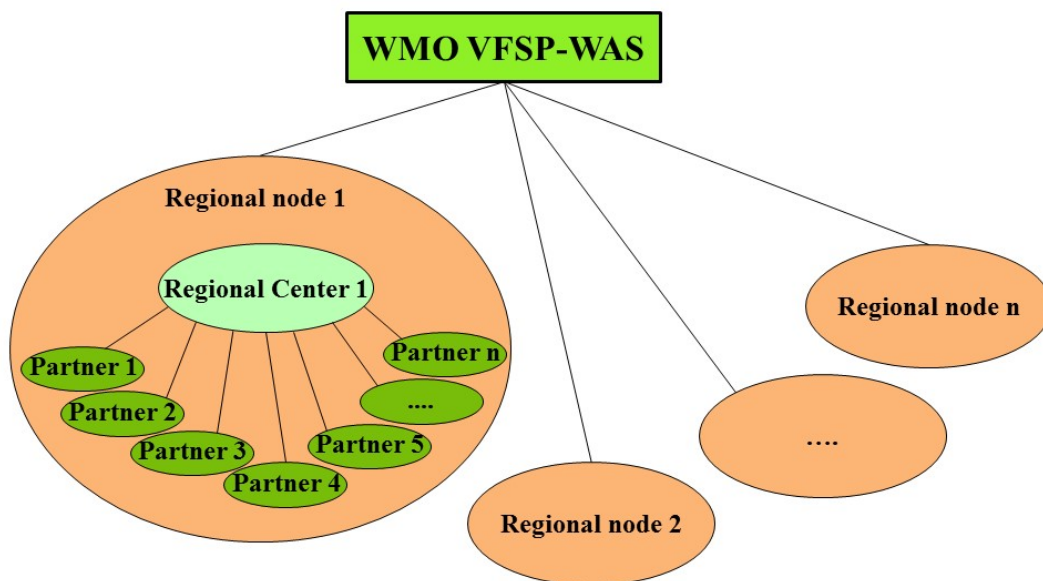 WMO VFSP-WAS
Regional node 1
Regional Center 1
Partner 1
Partner 2
Partner 3
Partner 4
Partner 5
....
Partner n
Regional node 2
....
Regional node n